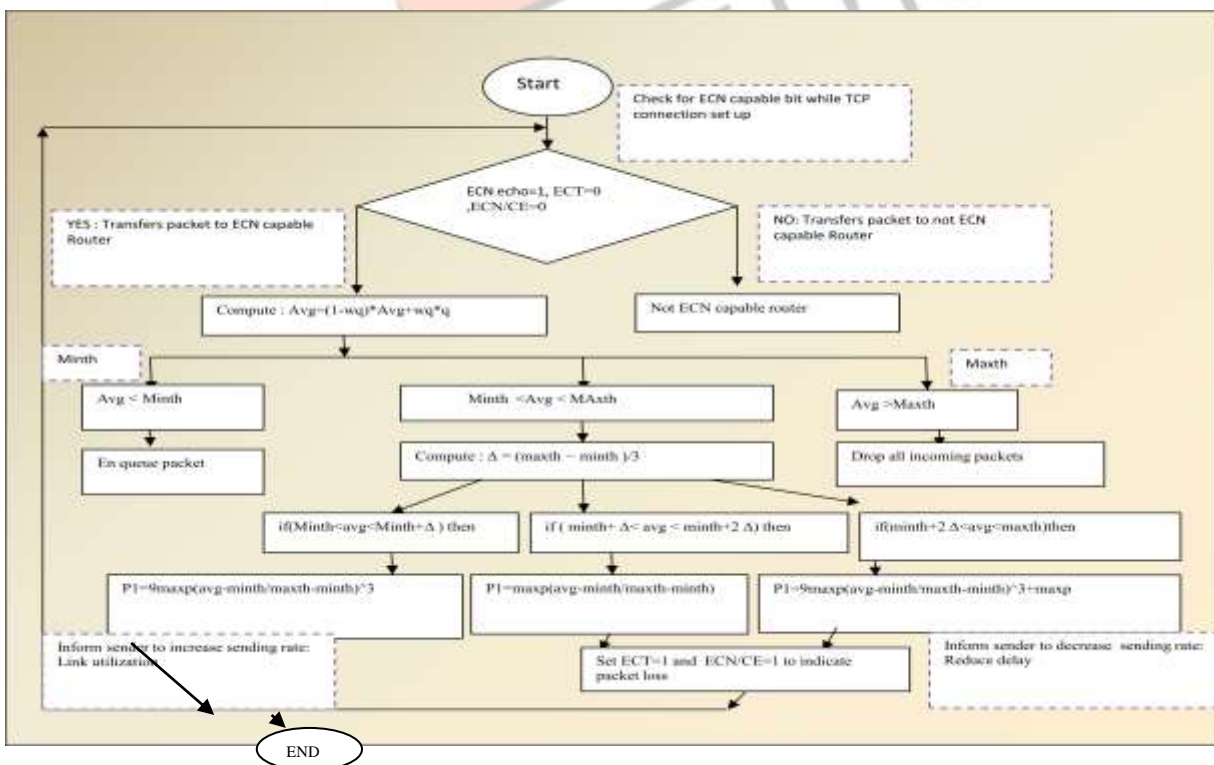 Start
Check for ECN capable bit while TCP
connection set up
ECN echo=1, ECT=0
,ECN/CE=0
YES : Transfers packet to ECN capable
Router
NO: Transfers packet to not ECN
capable Router
Compute : Avg=(1-wq)*Avg+wq*q
Not ECN capable router
Minth
Maxth
Avg < Minth
Minth <Avg < MAxth
Avg >Maxth
En queue packet
Compute : Δ = (maxth − minth )/3
Drop all incoming packets
if(Minth<avg<Minth+Δ ) then
if ( minth+ Δ< avg < minth+2 Δ) then
if(minth+2 Δ<avg<maxth)then
P1=9maxp(avg-minth/maxth-minth)^3
P1=maxp(avg-minth/maxth-minth)
P1=9maxp(avg-minth/maxth-minth)^3+maxp
Inform sender to increase sending rate:
Link utilization
Set ECT=1 and ECN/CE=1 to indicate
packet loss
Inform sender to decrease sending rate:
Reduce delay
END